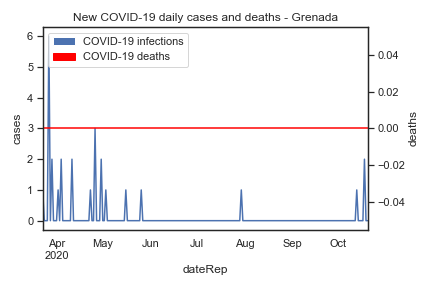 New COVID-19 daily cases and deaths - Grenada
COVID-19 infections
COVID-19 deaths
6
5
4
3
2
1
0
cases
0.04
0.02
0.00
−0.02
−0.04
deaths
Apr May Jun Jul Aug Sep Oct
2020
dateRep